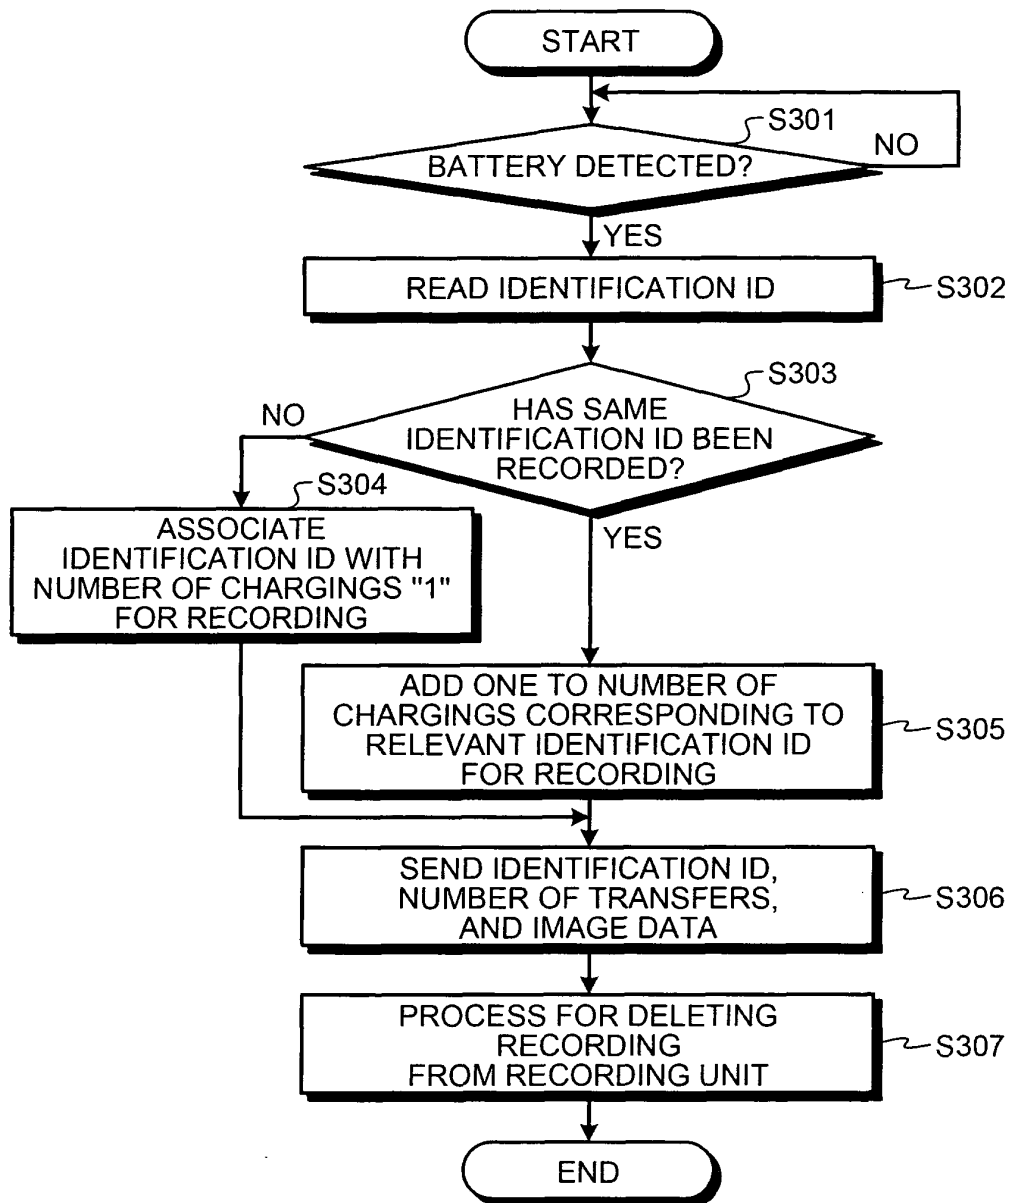 START
S301
NO
BATTERY DETECTED?
YES
READ IDENTIFICATION ID
S302
S303
NO
HAS SAME
IDENTIFICATION ID BEEN
RECORDED?
S304
YES
ASSOCIATE
IDENTIFICATION ID WITH
NUMBER OF CHARGINGS "1"
FOR RECORDING
ADD ONE TO NUMBER OF
CHARGINGS CORRESPONDING TO
RELEVANT IDENTIFICATION ID
FOR RECORDING
S305
SEND IDENTIFICATION ID,
NUMBER OF TRANSFERS,
AND IMAGE DATA
S306
PROCESS FOR DELETING
RECORDING
FROM RECORDING UNIT
S307
END